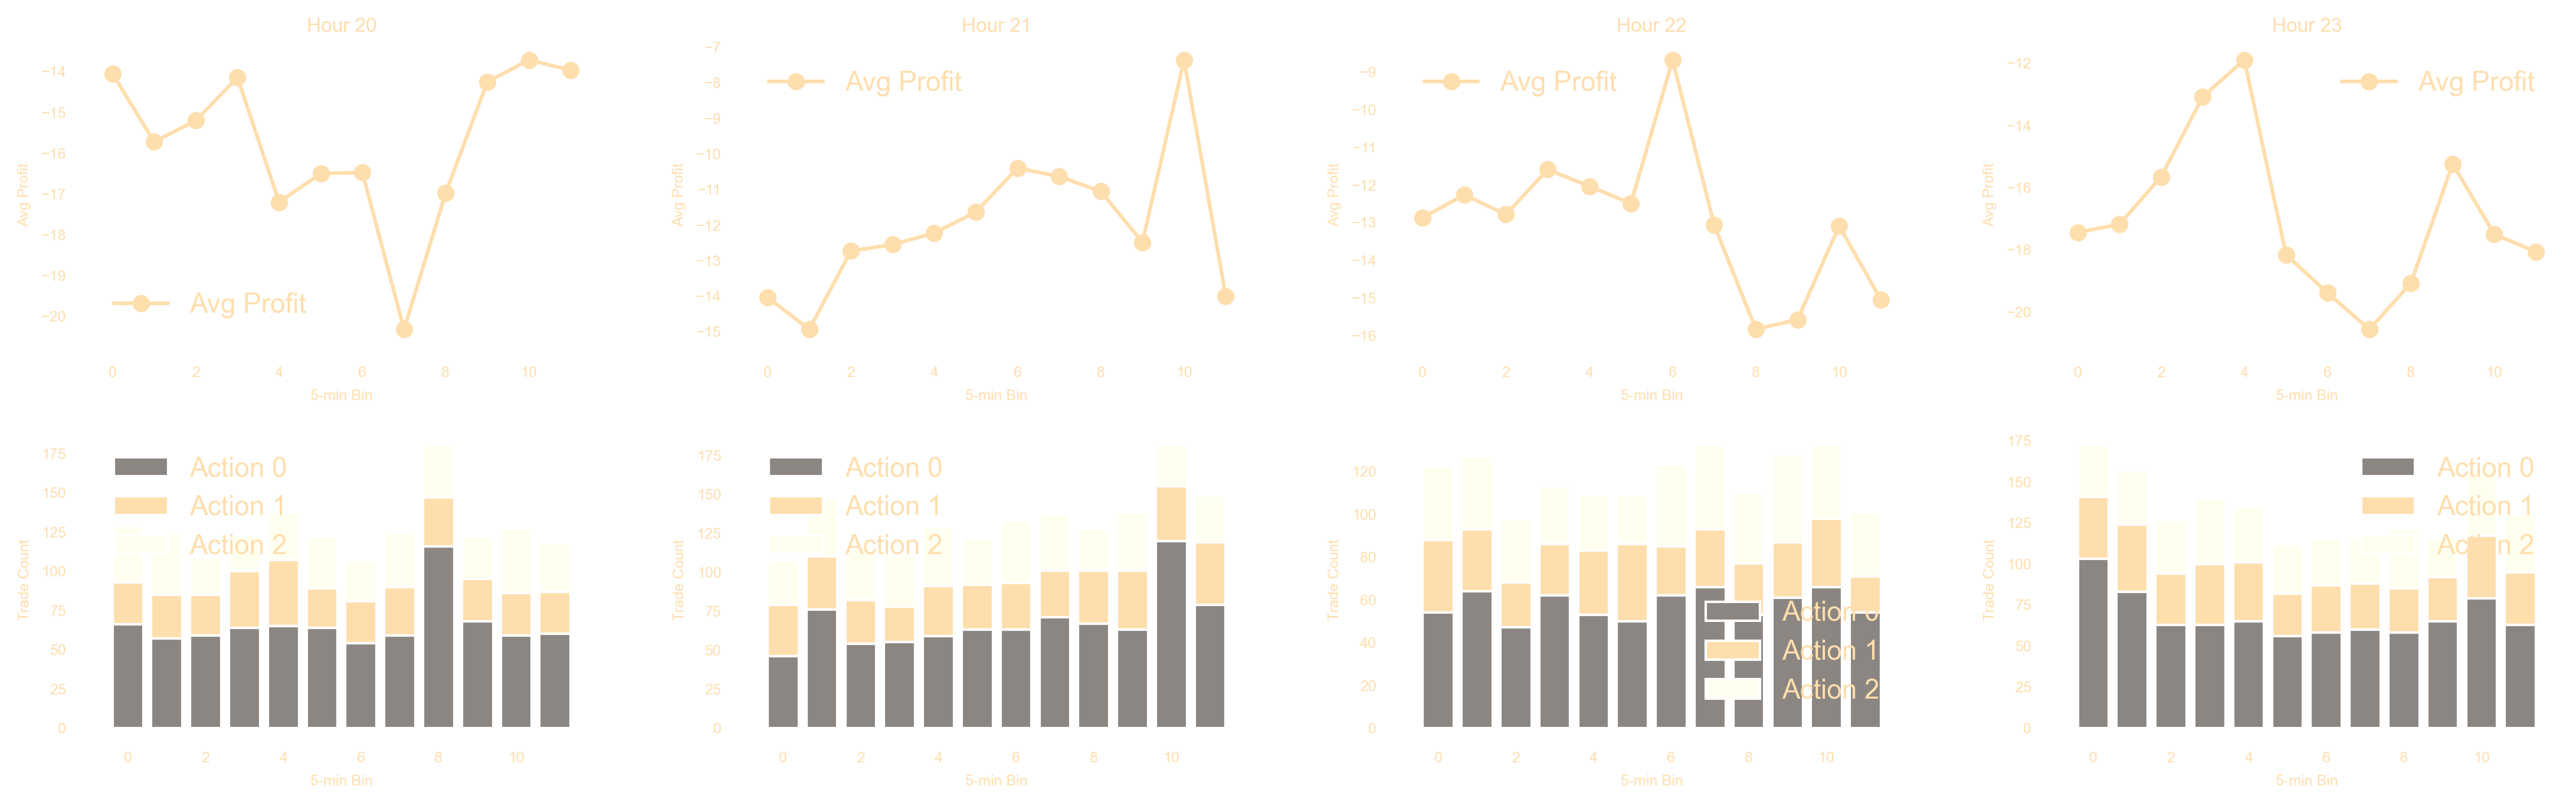 Hour 20
Avg Profit
−14
−15
−16
−17
−18
−19
−20
Avg Profit
0 2 4 6 8 10
5-min Bin
Hour 21
Avg Profit
−7
−8
−9
−10
−11
−12
−13
−14
−15
Avg Profit
0 2 4 6 8 10
5-min Bin
Hour 22
Avg Profit
−9
−10
−11
−12
−13
−14
−15
−16
Avg Profit
0 2 4 6 8 10
5-min Bin
Hour 23
Avg Profit
−12
−14
−16
−18
−20
Avg Profit
0 2 4 6 8 10
5-min Bin
Trade Count
175
150
125
100
75
50
25
0
Action 0
Action 1
Action 2
0 2 4 6 8 10
5-min Bin
Trade Count
175
150
125
100
75
50
25
0
Action 0
Action 1
Action 2
0 2 4 6 8 10
5-min Bin
Trade Count
120
100
80
60
40
20
0
Action 0
Action 1
Action 2
0 2 4 6 8 10
5-min Bin
Trade Count
175
150
125
100
75
50
25
0
Action 0
Action 1
Action 2
0 2 4 6 8 10
5-min Bin